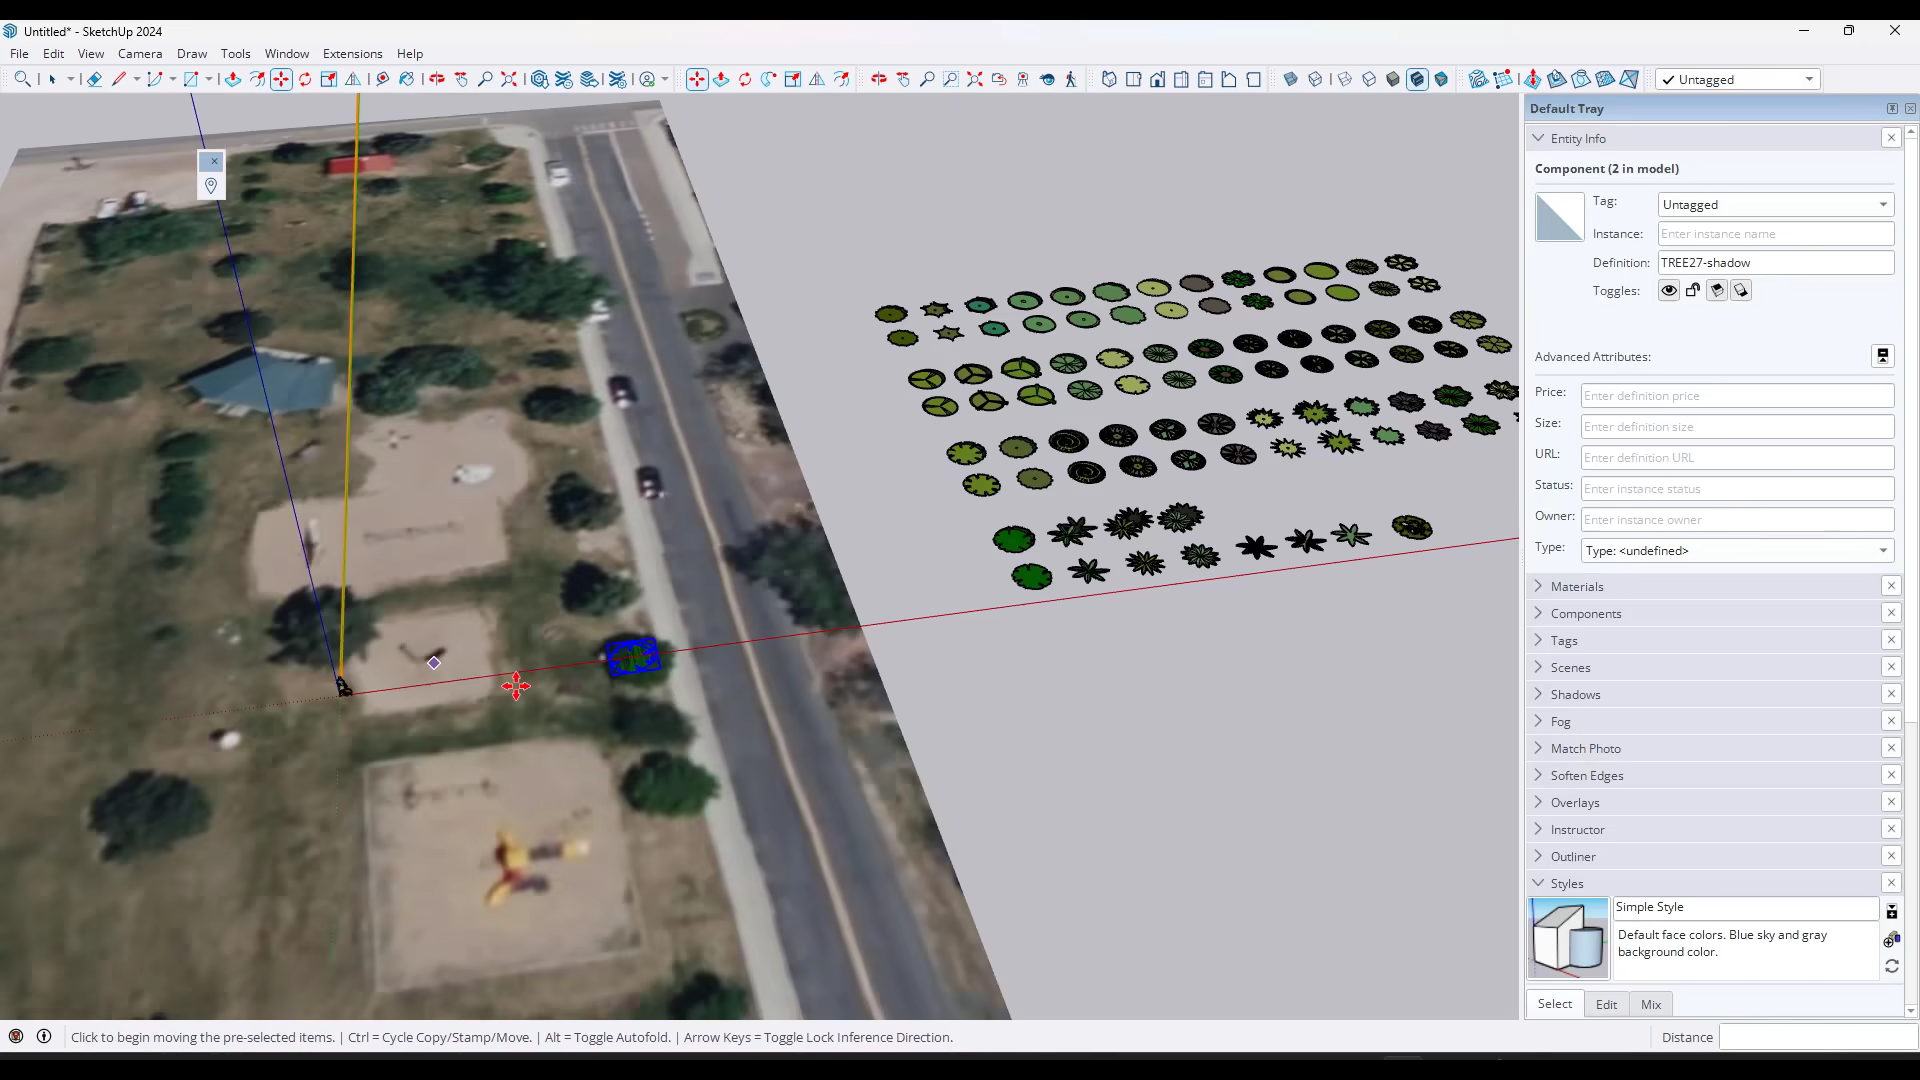 Untitled* - SketchUp 2024
File Edit View Camera Draw Tools Window Extensions Help
Untagged
Default Tray
Entity Info
Component (2 in model)
Tag: Untagged
Instance: Enter instance name
Definition: TREE27-shadow
Toggles:
Advanced Attributes:
Price: Enter definition price
Size: Enter definition size
URL: Enter definition URL
Status: Enter instance status
Owner: Enter instance owner
Type: Type: <undefined>
Materials
Components
Tags
Scenes
Shadows
Fog
Match Photo
Soften Edges
Overlays
Instructor
Outliner
Styles
Simple Style
Default face colors. Blue sky and gray
background color.
Select Edit Mix
Click to begin moving the pre-selected items. | Ctrl = Cycle Copy/Stamp/Move. | Alt = Toggle Autofold. | Arrow Keys = Toggle Lock Inference Direction.
Distance